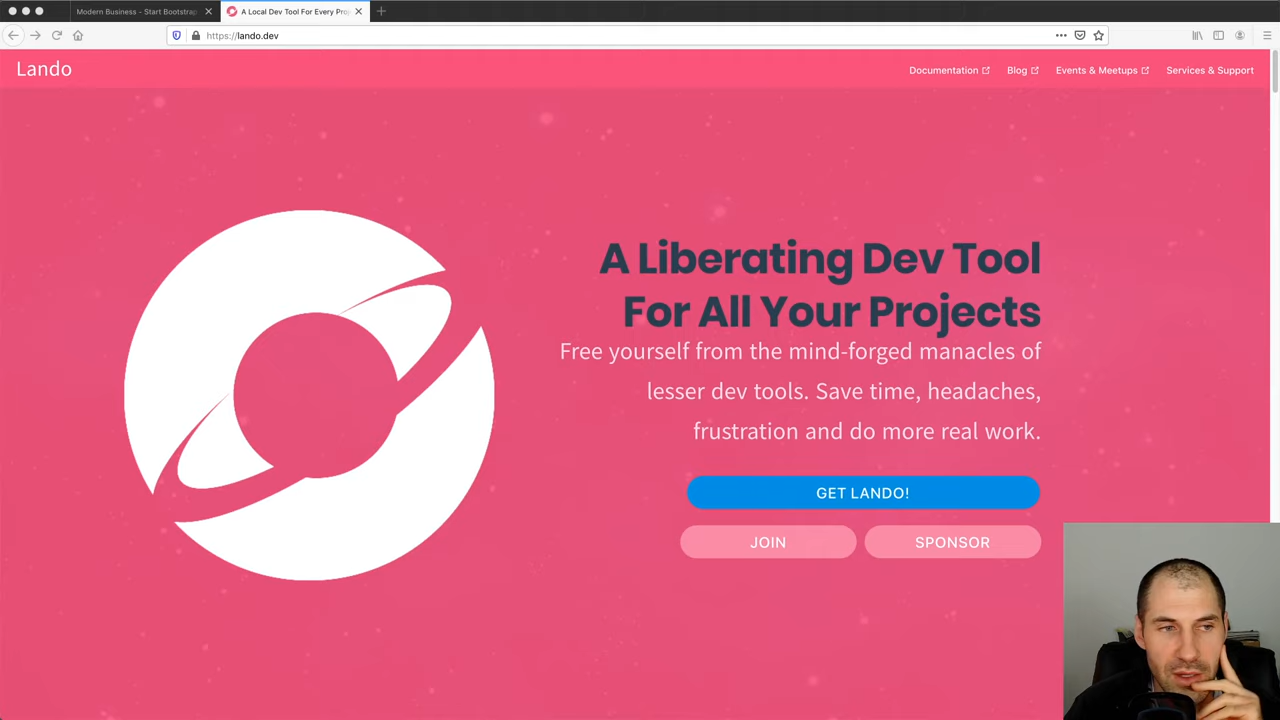 Modern Business - Start Bootstrap
A Local Dev Tool For Every Proj
https://lando.dev
Lando
Documentation
Blog
Events & Meetups
Services & Support
A Liberating Dev Tool
For All Your Projects
Free yourself from the mind-forged manacles of
lesser dev tools. Save time, headaches,
frustration and do more real work.
GET LANDO!
JOIN
SPONSOR